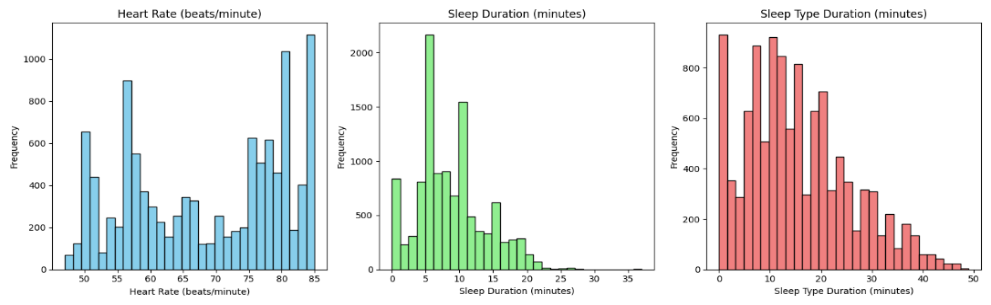 Heart Rate (beats/minute)
Frequency
1000
800
600
400
200
0
50 55 60 65 70 75 80 85
Heart Rate (beats/minute)
Sleep Duration (minutes)
Frequency
2000
1500
1000
500
0
0 5 10 15 20 25 30 35
Sleep Duration (minutes)
Sleep Type Duration (minutes)
Frequency
800
600
400
200
0
0 10 20 30 40 50
Sleep Type Duration (minutes)